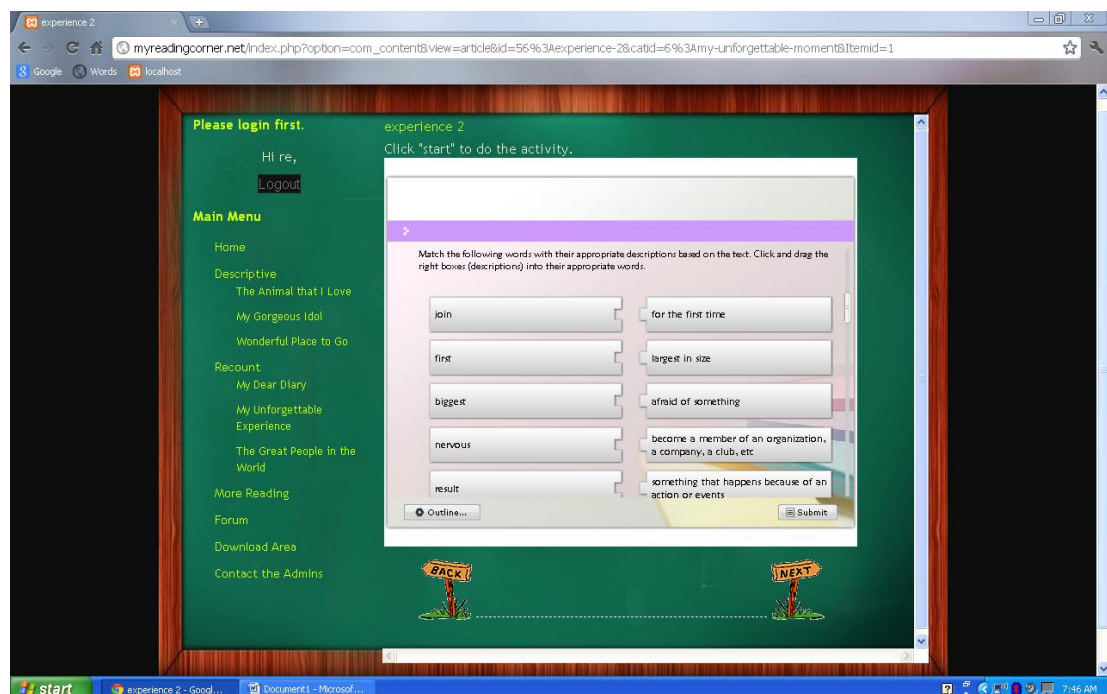 experience 2
myreadingcorner.net/index.php?option=com_content&view=article&id=56%3Aexperience-2&catid=6%3Amy-unforgettable-moment&Itemid=1
Google Words localhost
Please login first.
Hi re,
Logout
Main Menu
Home
Descriptive
The Animal that I Love
My Gorgeous Idol
Wonderful Place to Go
Recount
My Dear Diary
My Unforgettable
Experience
The Great People in the
World
More Reading
Forum
Download Area
Contact the Admins
experience 2
Click "start" to do the activity.
Match the following words with their appropriate descriptions based on the text. Click and drag the
right boxes (descriptions) into their appropriate words.
join
for the first time
first
largest in size
biggest
afraid of something
nervous
become a member of an organization,
a company, a club, etc
result
something that happens because of an
action or events
Outline...
Submit
BACK
NEXT
start
experience 2 - Googl...
Document1 - Microsof...
7:46 AM